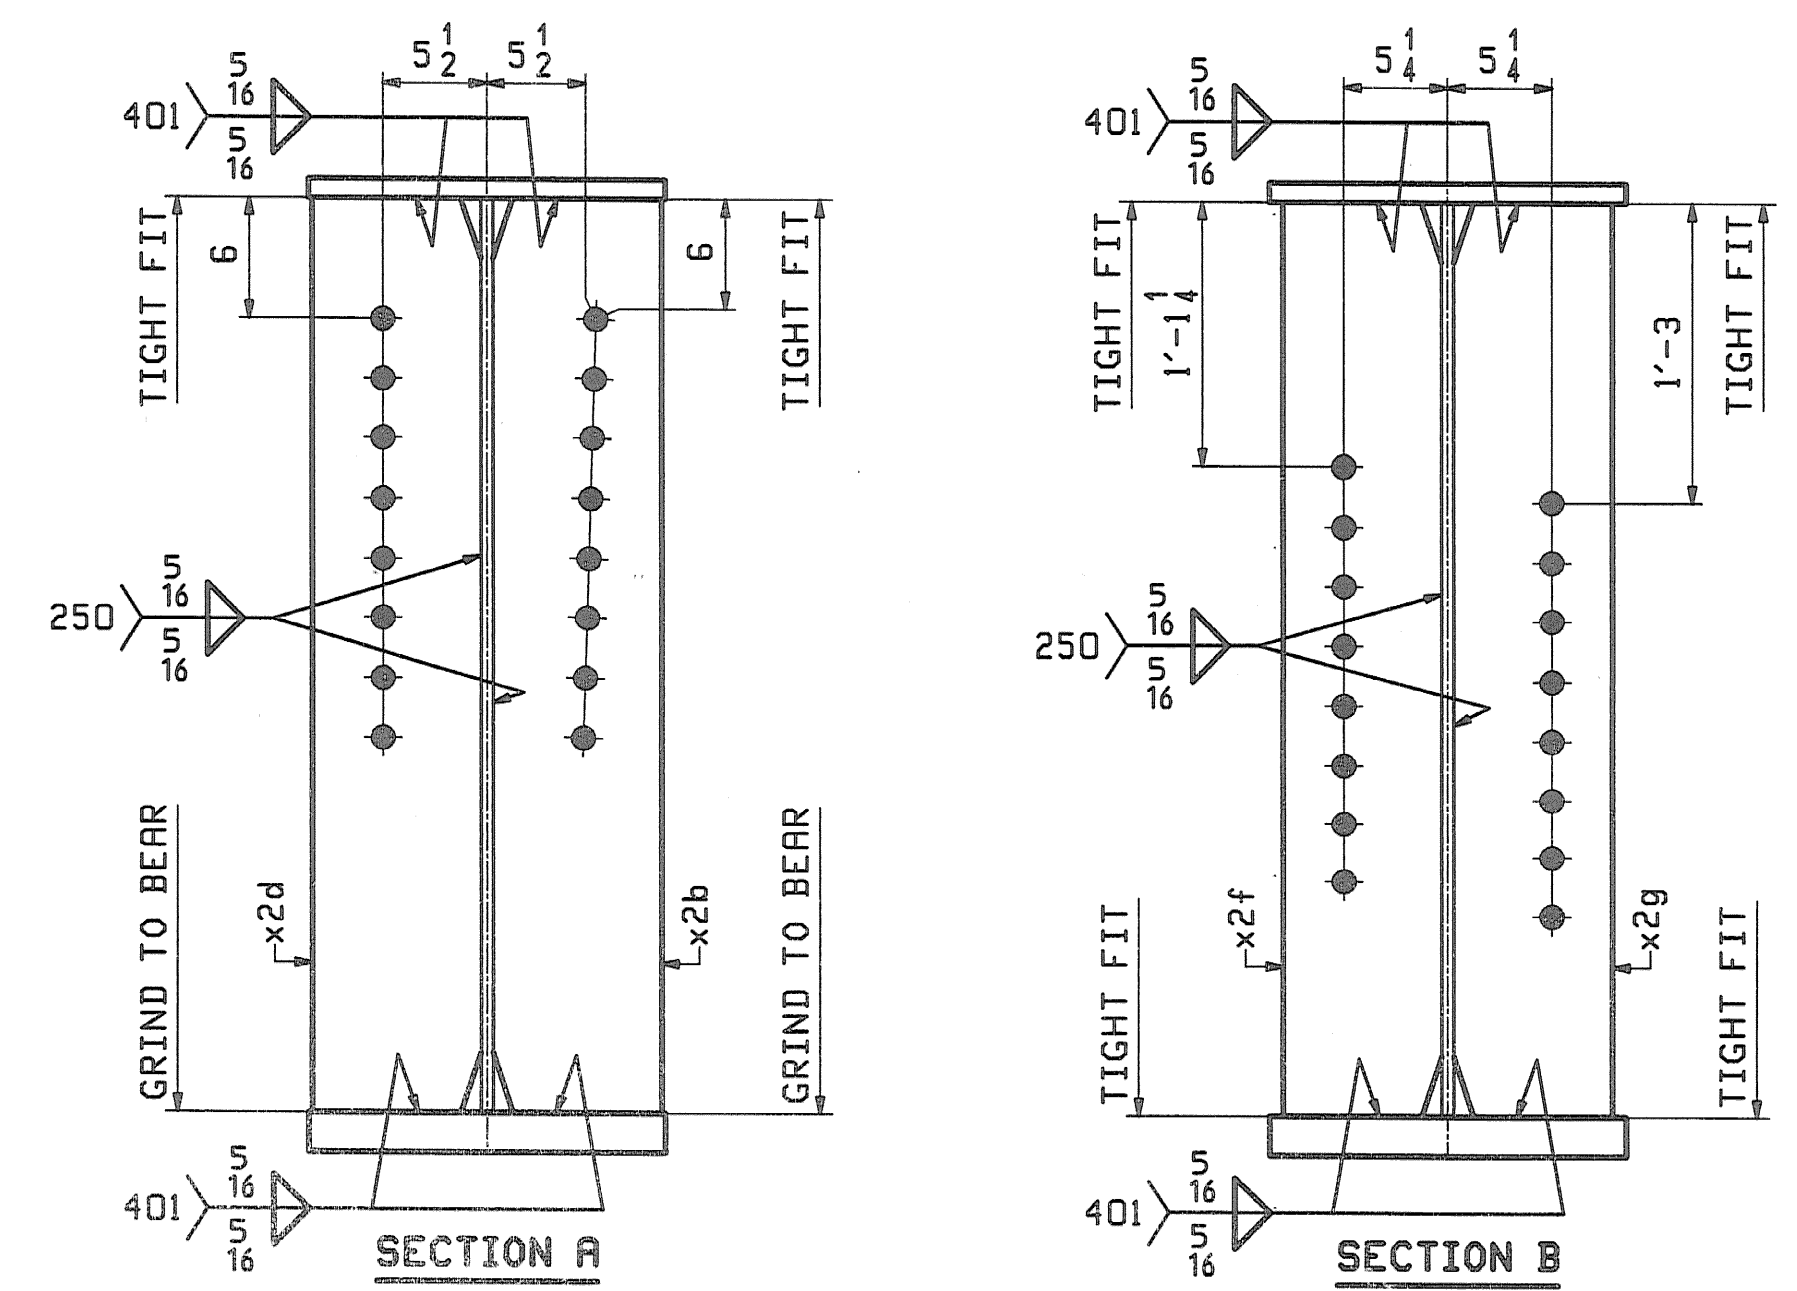 5 1/2 5 1/2
401 5/16
5/16
TIGHT FIT
6
6
TIGHT FIT
250 5/16
5/16
GRIND TO BEAR
x2d
x2b
GRIND TO BEAR
401 5/16
5/16
SECTION A
5 1/4 5 1/4
401 5/16
5/16
TIGHT FIT
1'-1 1/4
1'-3
TIGHT FIT
250 5/16
5/16
TIGHT FIT
x2f
x2g
TIGHT FIT
401 5/16
5/16
SECTION B